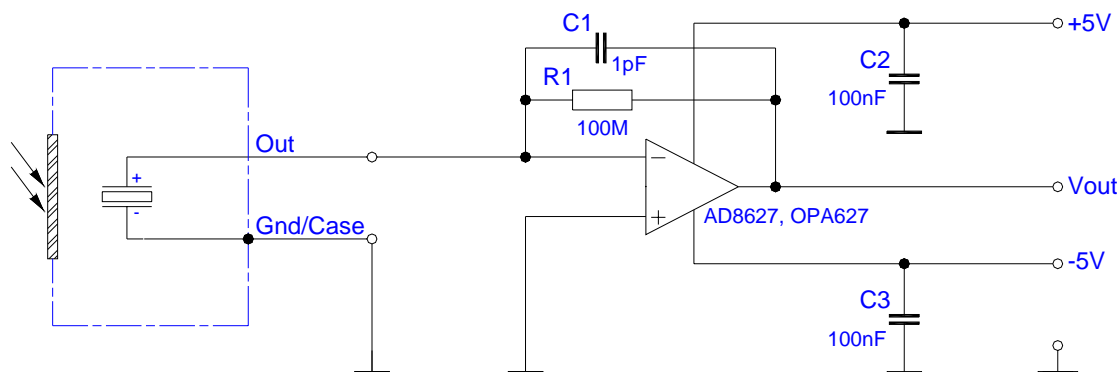 C1
1pF
R1
100M
+5V
C2
100nF
Out
+
-
Gnd/Case
−
+
AD8627, OPA627
Vout
-5V
C3
100nF